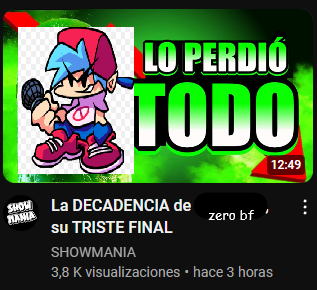 LO PERDIÓ
TODO
12:49
SHOW
MANIA
La DECADENCIA de zero bf,
su TRISTE FINAL
SHOWMANIA
3,8 K visualizaciones • hace 3 horas